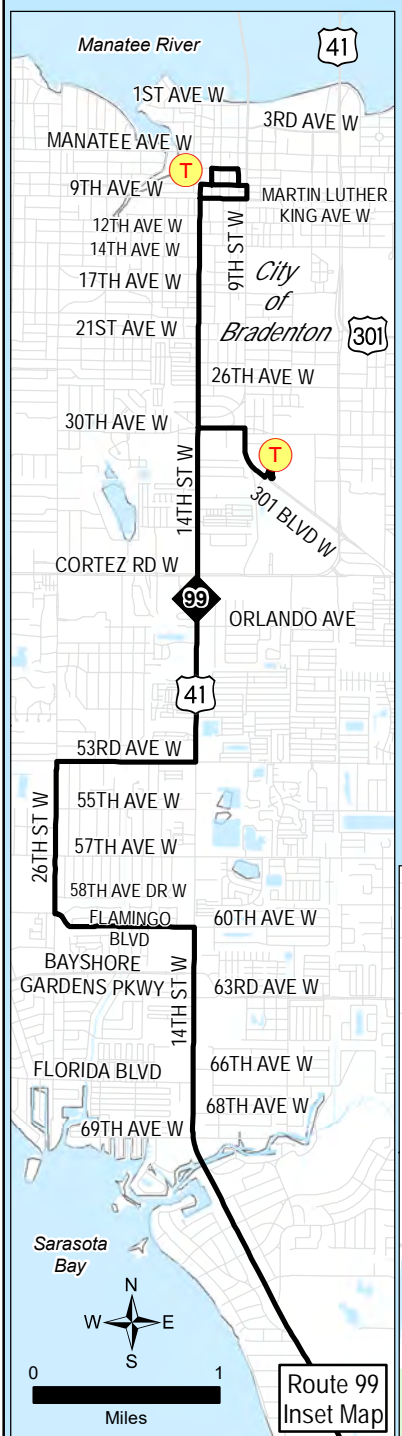 Manatee River
41
1ST AVE W
3RD AVE W
MANATEE AVE W
T
9TH AVE W
MARTIN LUTHER
KING AVE W
12TH AVE W
14TH AVE W
9TH ST W
17TH AVE W
City
of
Bradenton
21ST AVE W
301
26TH AVE W
30TH AVE W
T
14TH ST W
301 BLVD W
CORTEZ RD W
99
ORLANDO AVE
41
53RD AVE W
26TH ST W
55TH AVE W
57TH AVE W
58TH AVE DR W
FLAMINGO
BLVD
60TH AVE W
BAYSHORE
GARDENS PKWY
14TH ST W
63RD AVE W
66TH AVE W
FLORIDA BLVD
68TH AVE W
69TH AVE W
Sarasota
Bay
N
W E
S
0 1
Miles
Route 99
Inset Map